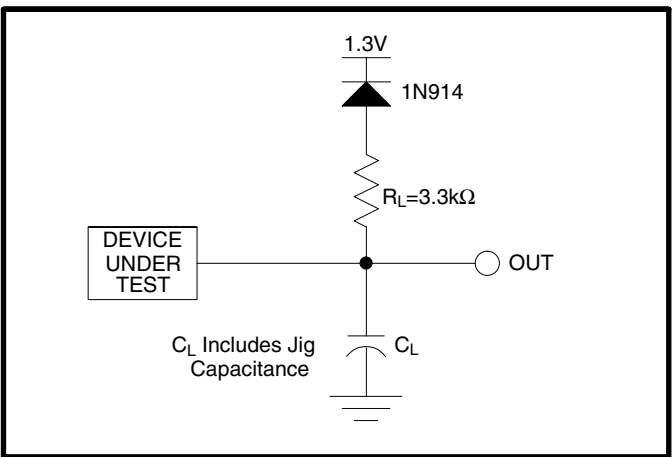 1.3V
1N914
R_L=3.3kΩ
DEVICE
UNDER
TEST
OUT
C_L Includes Jig
Capacitance
C_L